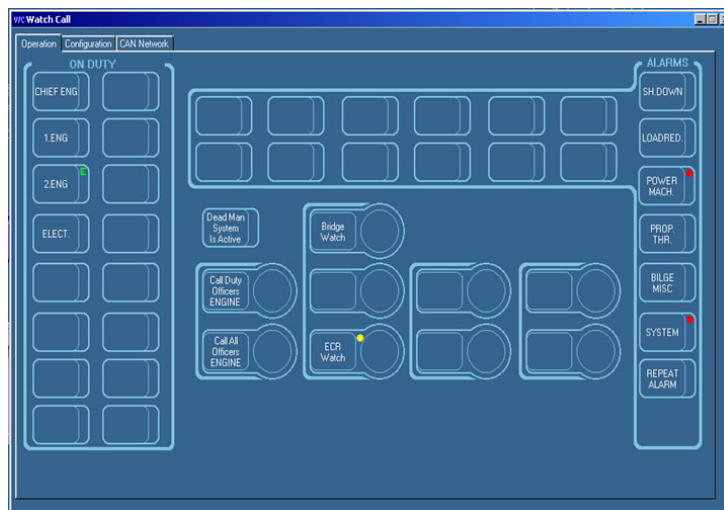 WC Watch Call
Operation Configuration CAN Network
ON DUTY
CHIEF ENG
1.ENG
E
2.ENG
ELECT.
Dead Man
System
Is Active
Bridge
Watch
Call Duty
Officers
ENGINE
Call All
Officers
ENGINE
ECR
Watch
ALARMS
SH.DOWN
LOADRED.
POWER
MACH.
PROP.
THR.
BILGE
MISC
SYSTEM
REPEAT
ALARM